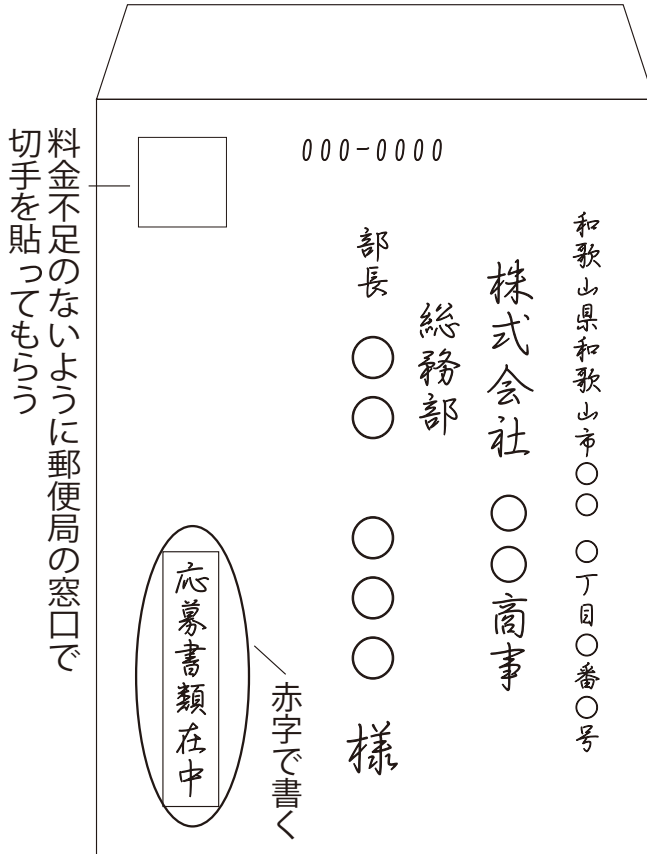 000-0000
和歌山県和歌山市○○ ○丁目○番○号
株式会社 ○○商事
総務部
部長 ○○ ○○○ 様
赤字で書く
応募書類在中
料金不足のないように郵便局の窓口で
切手を貼ってもらう